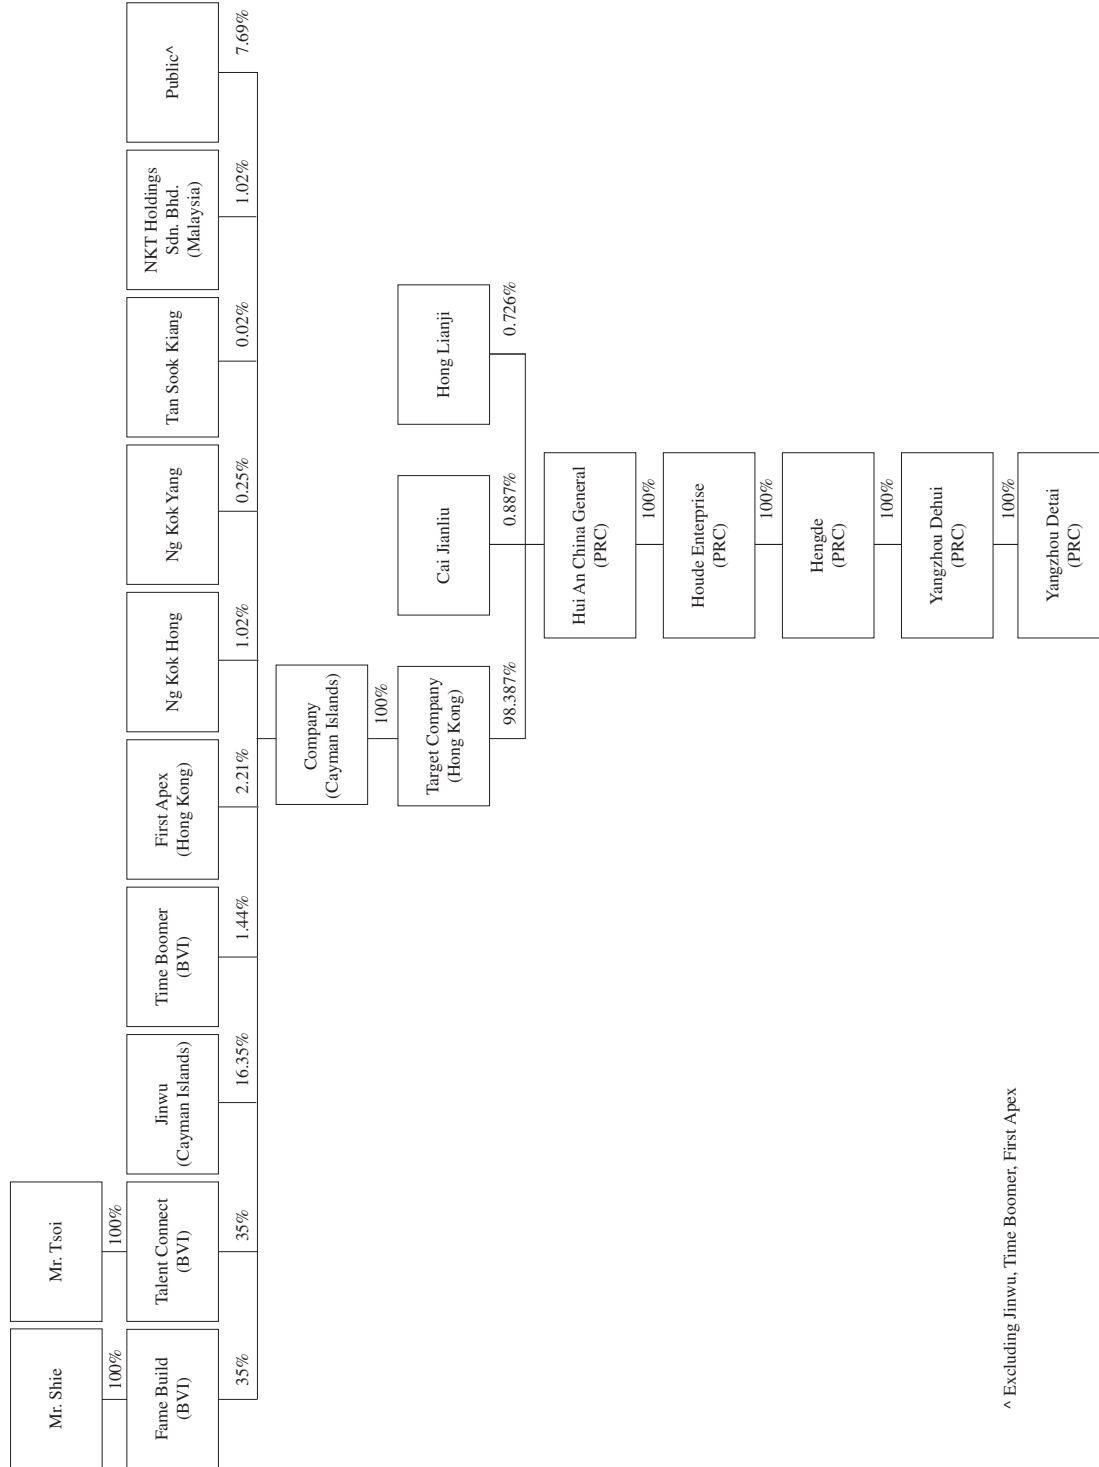 Mr. Shie
Mr. Tsoi
100%
100%
Fame Build
(BVI)
Talent Connect
(BVI)
Jinwu
(Cayman Islands)
Time Boomer
(BVI)
First Apex
(Hong Kong)
Ng Kok Hong
Ng Kok Yang
Tan Sook Kiang
NKT Holdings
Sdn. Bhd.
(Malaysia)
Public^
35%
35%
16.35%
1.44%
2.21%
1.02%
0.25%
0.02%
1.02%
7.69%
Company
(Cayman Islands)
100%
Target Company
(Hong Kong)
Cai Jianliu
Hong Lianji
98.387%
0.887%
0.726%
Hui An China General
(PRC)
100%
Houde Enterprise
(PRC)
100%
Hengde
(PRC)
100%
Yangzhou Dehui
(PRC)
100%
Yangzhou Detai
(PRC)
^ Excluding Jinwu, Time Boomer, First Apex